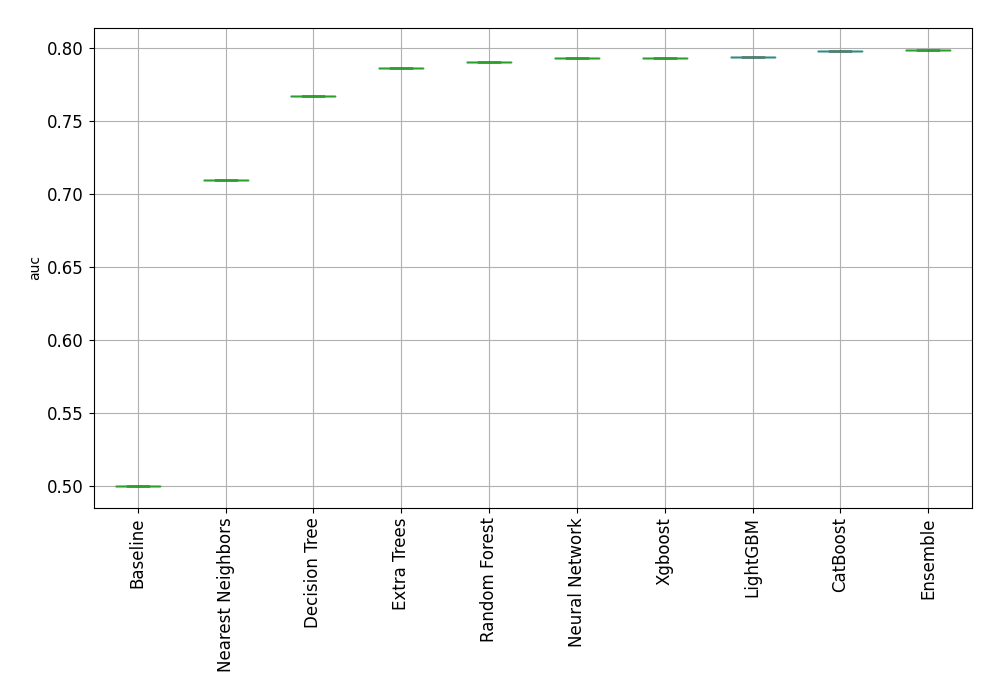 0.80
0.75
0.70
0.65
0.60
0.55
0.50
auc
Baseline
Nearest Neighbors
Decision Tree
Extra Trees
Random Forest
Neural Network
Xgboost
LightGBM
CatBoost
Ensemble